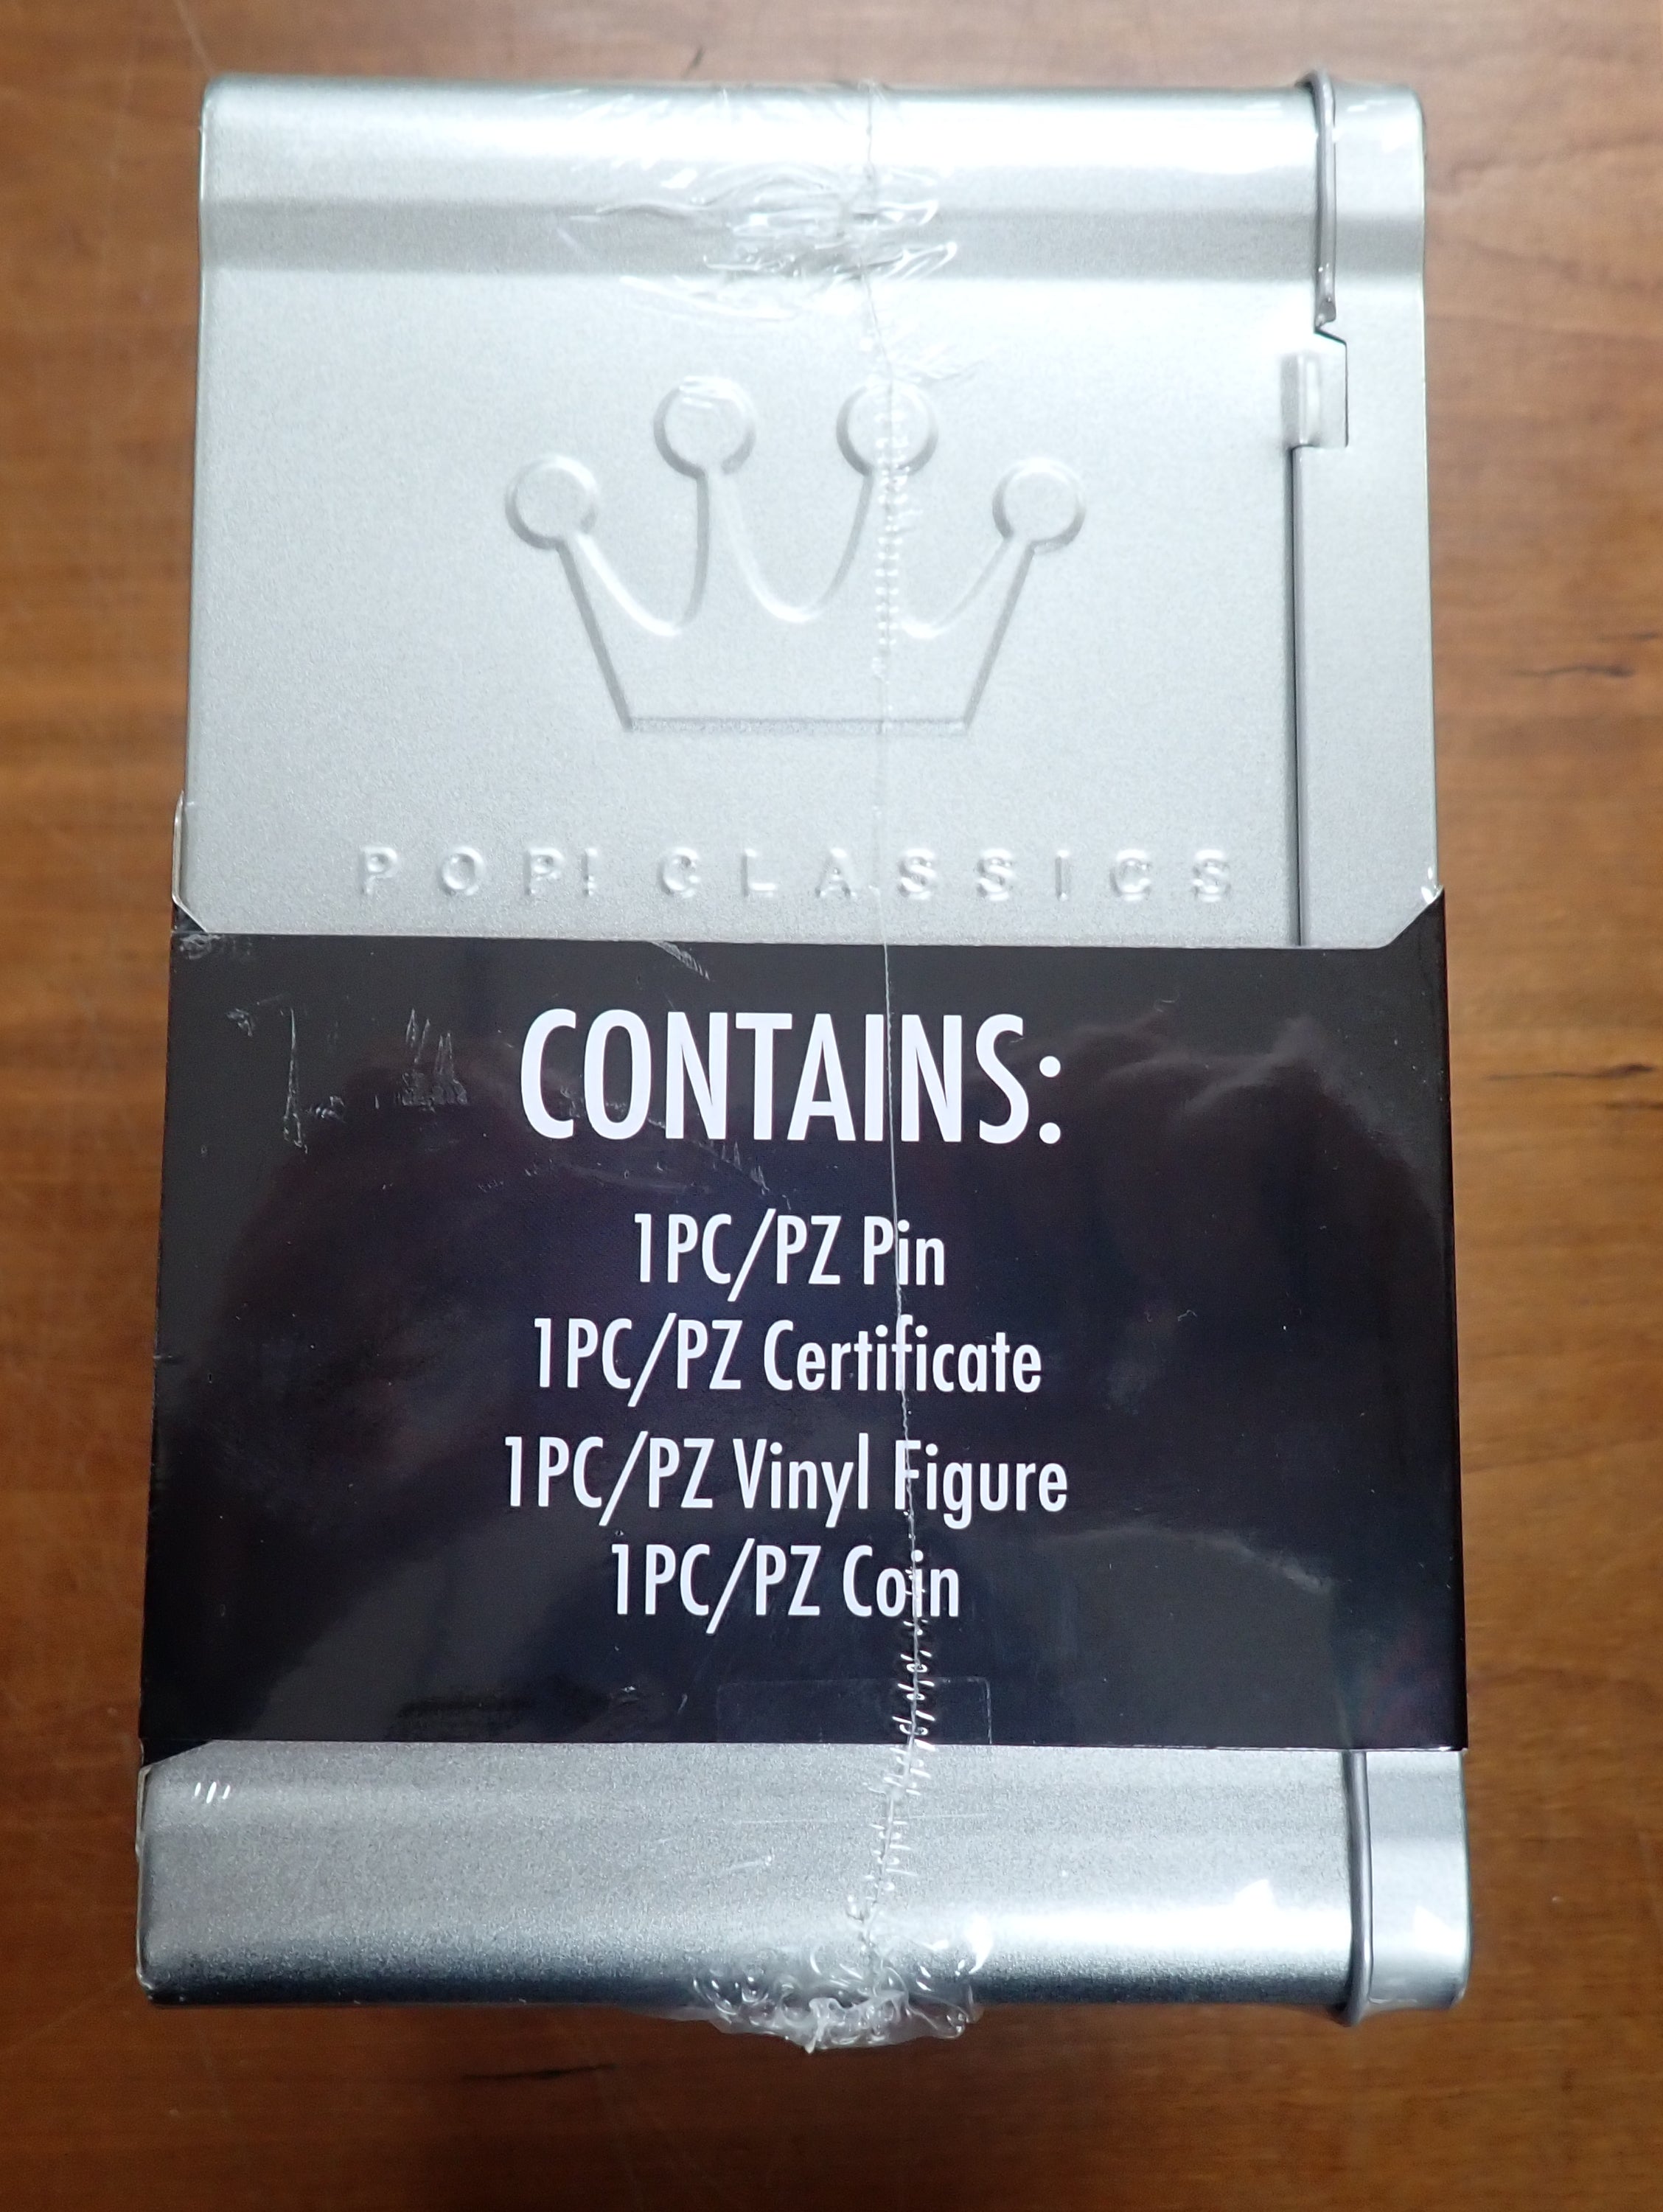 POP! CLASSICS
CONTAINS:
1PC/PZ Pin
1PC/PZ Certificate
1PC/PZ Vinyl Figure
1PC/PZ Coin